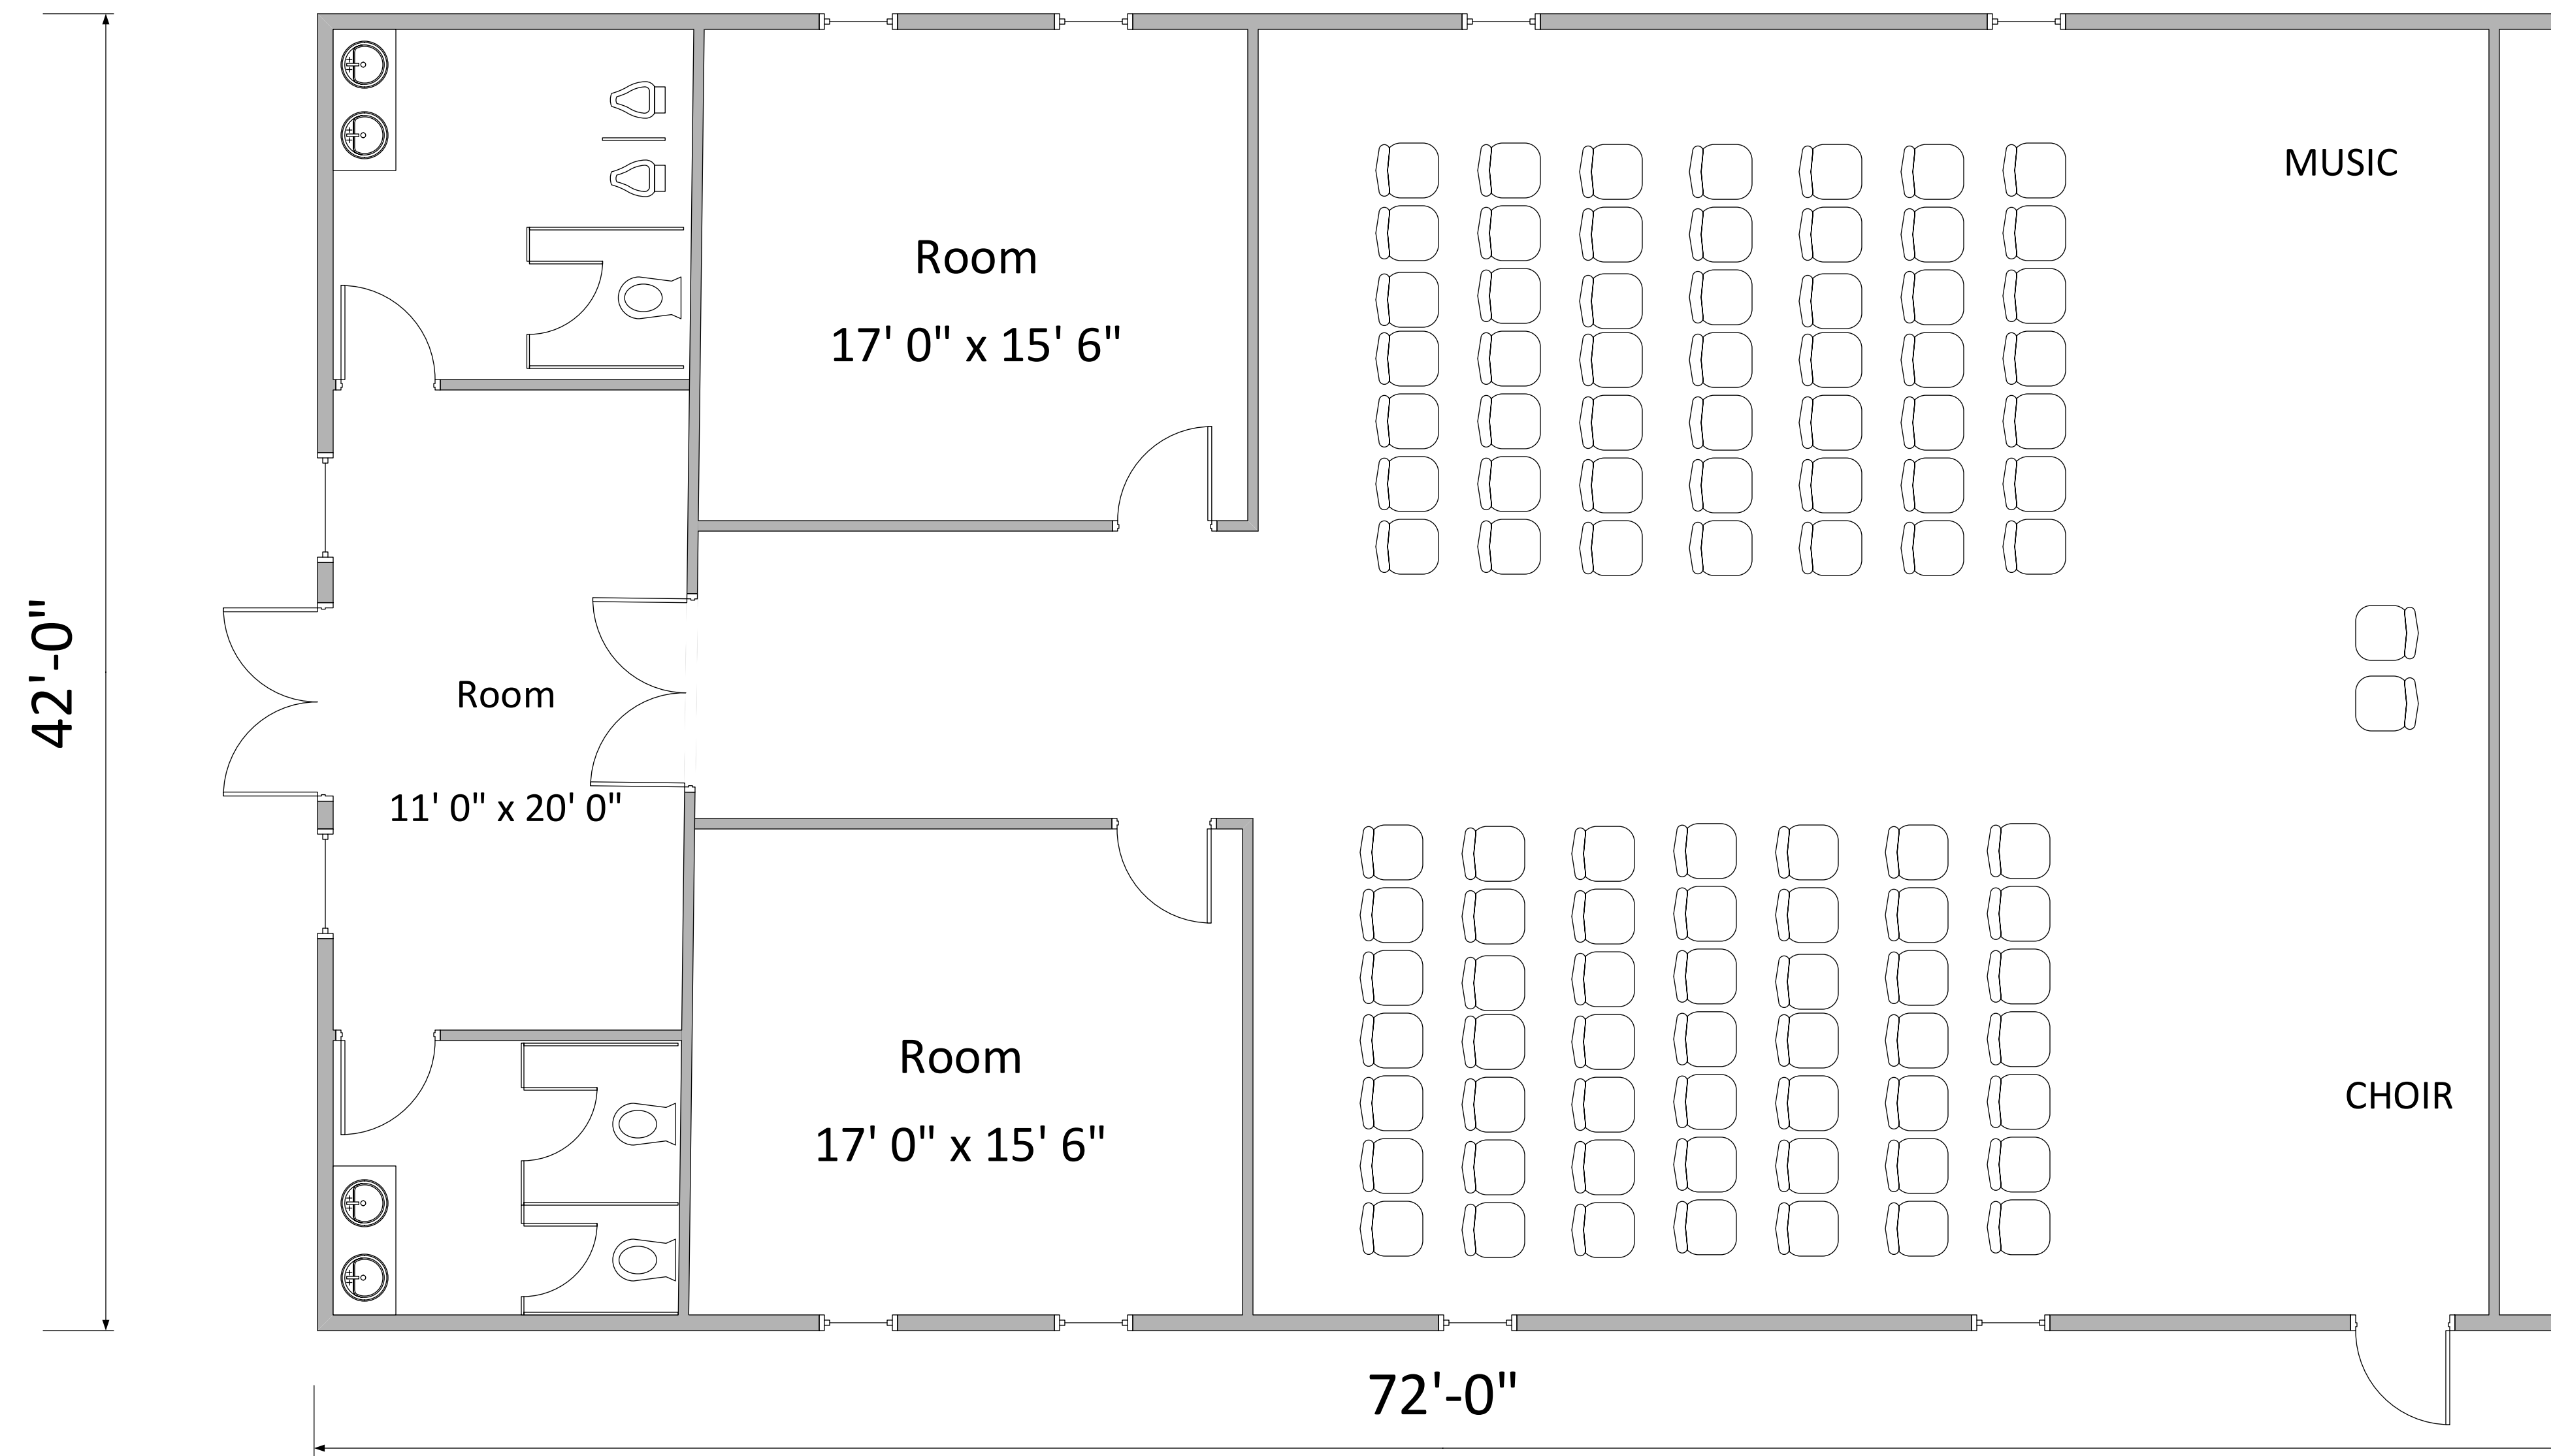 MUSIC
Room
17' 0" x 15' 6"
42'-0"
Room
11' 0" x 20' 0"
Room
17' 0" x 15' 6"
CHOIR
72'-0"